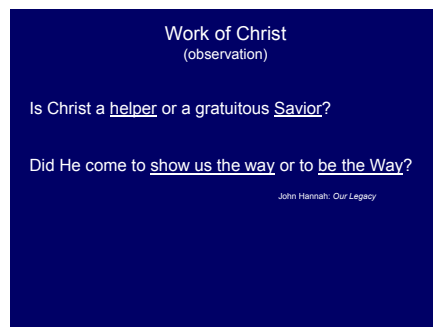 Work of Christ
(observation)
Is Christ a helper or a gratuitous Savior?
Did He come to show us the way or to be the Way?
John Hannah: Our Legacy